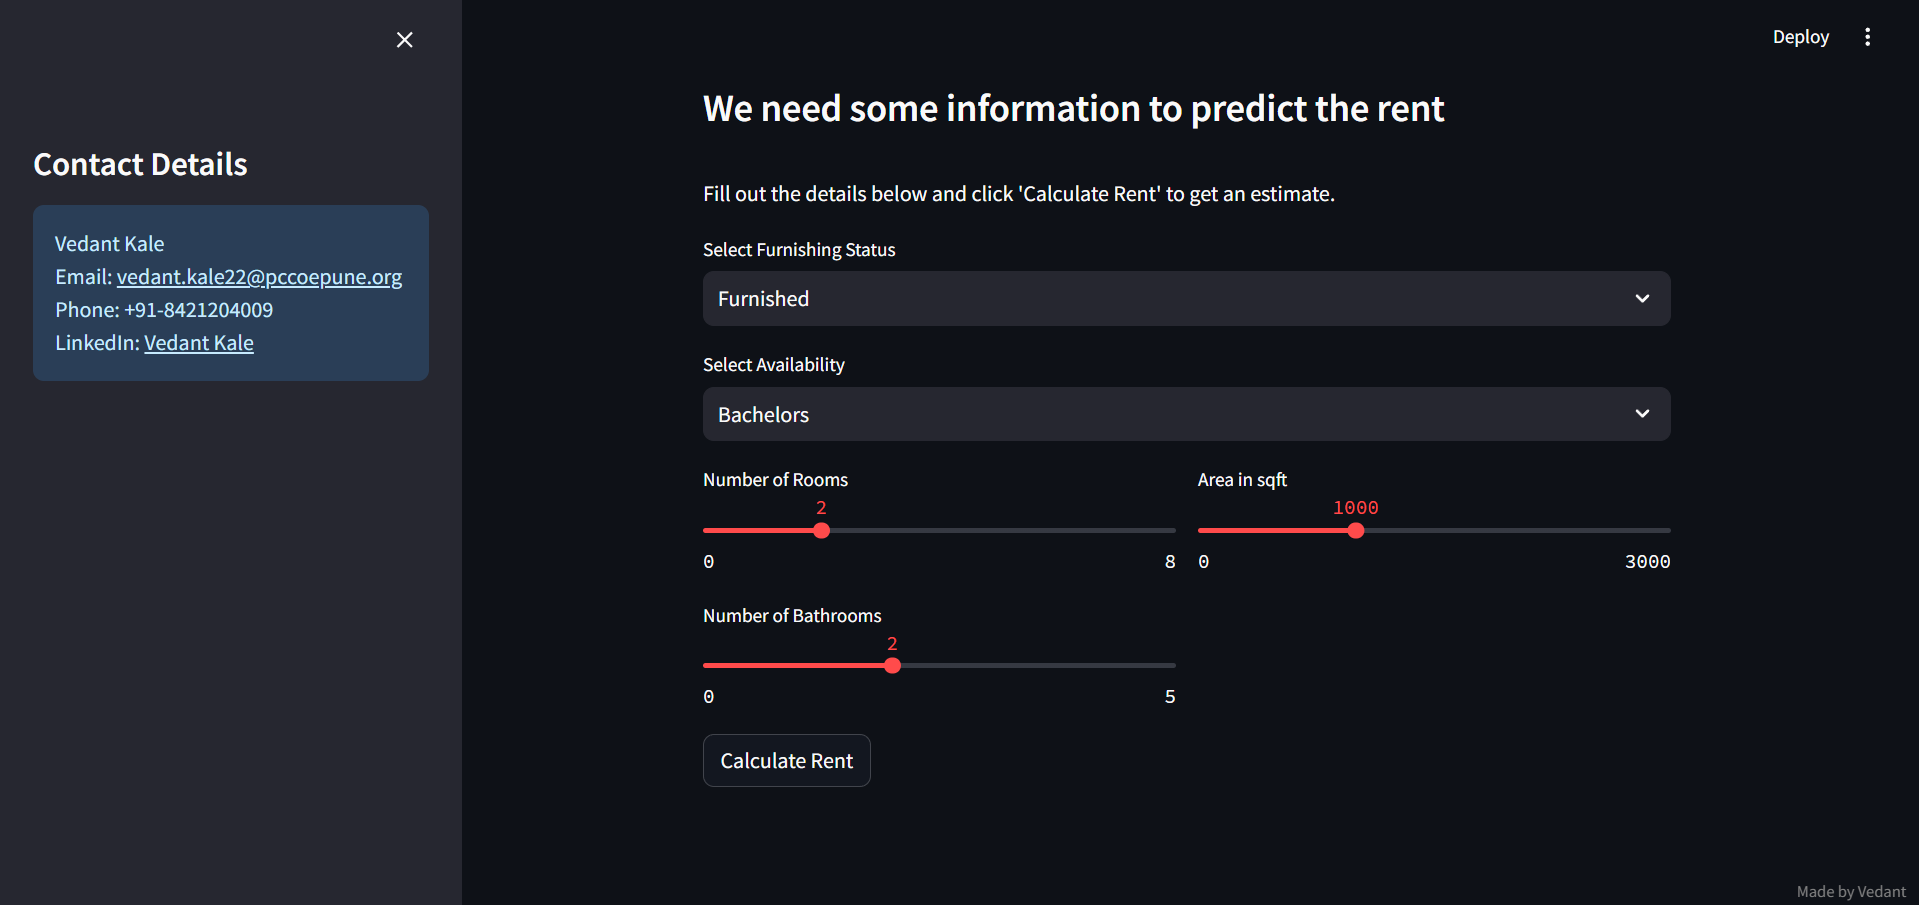 Contact Details
Vedant Kale
Email: vedant.kale22@pccoepune.org
Phone: +91-8421204009
LinkedIn: Vedant Kale
Deploy
We need some information to predict the rent
Fill out the details below and click 'Calculate Rent' to get an estimate.
Select Furnishing Status
Furnished
Select Availability
Bachelors
Number of Rooms
2
0 8
Area in sqft
1000
0 3000
Number of Bathrooms
2
0 5
Calculate Rent
Made by Vedant